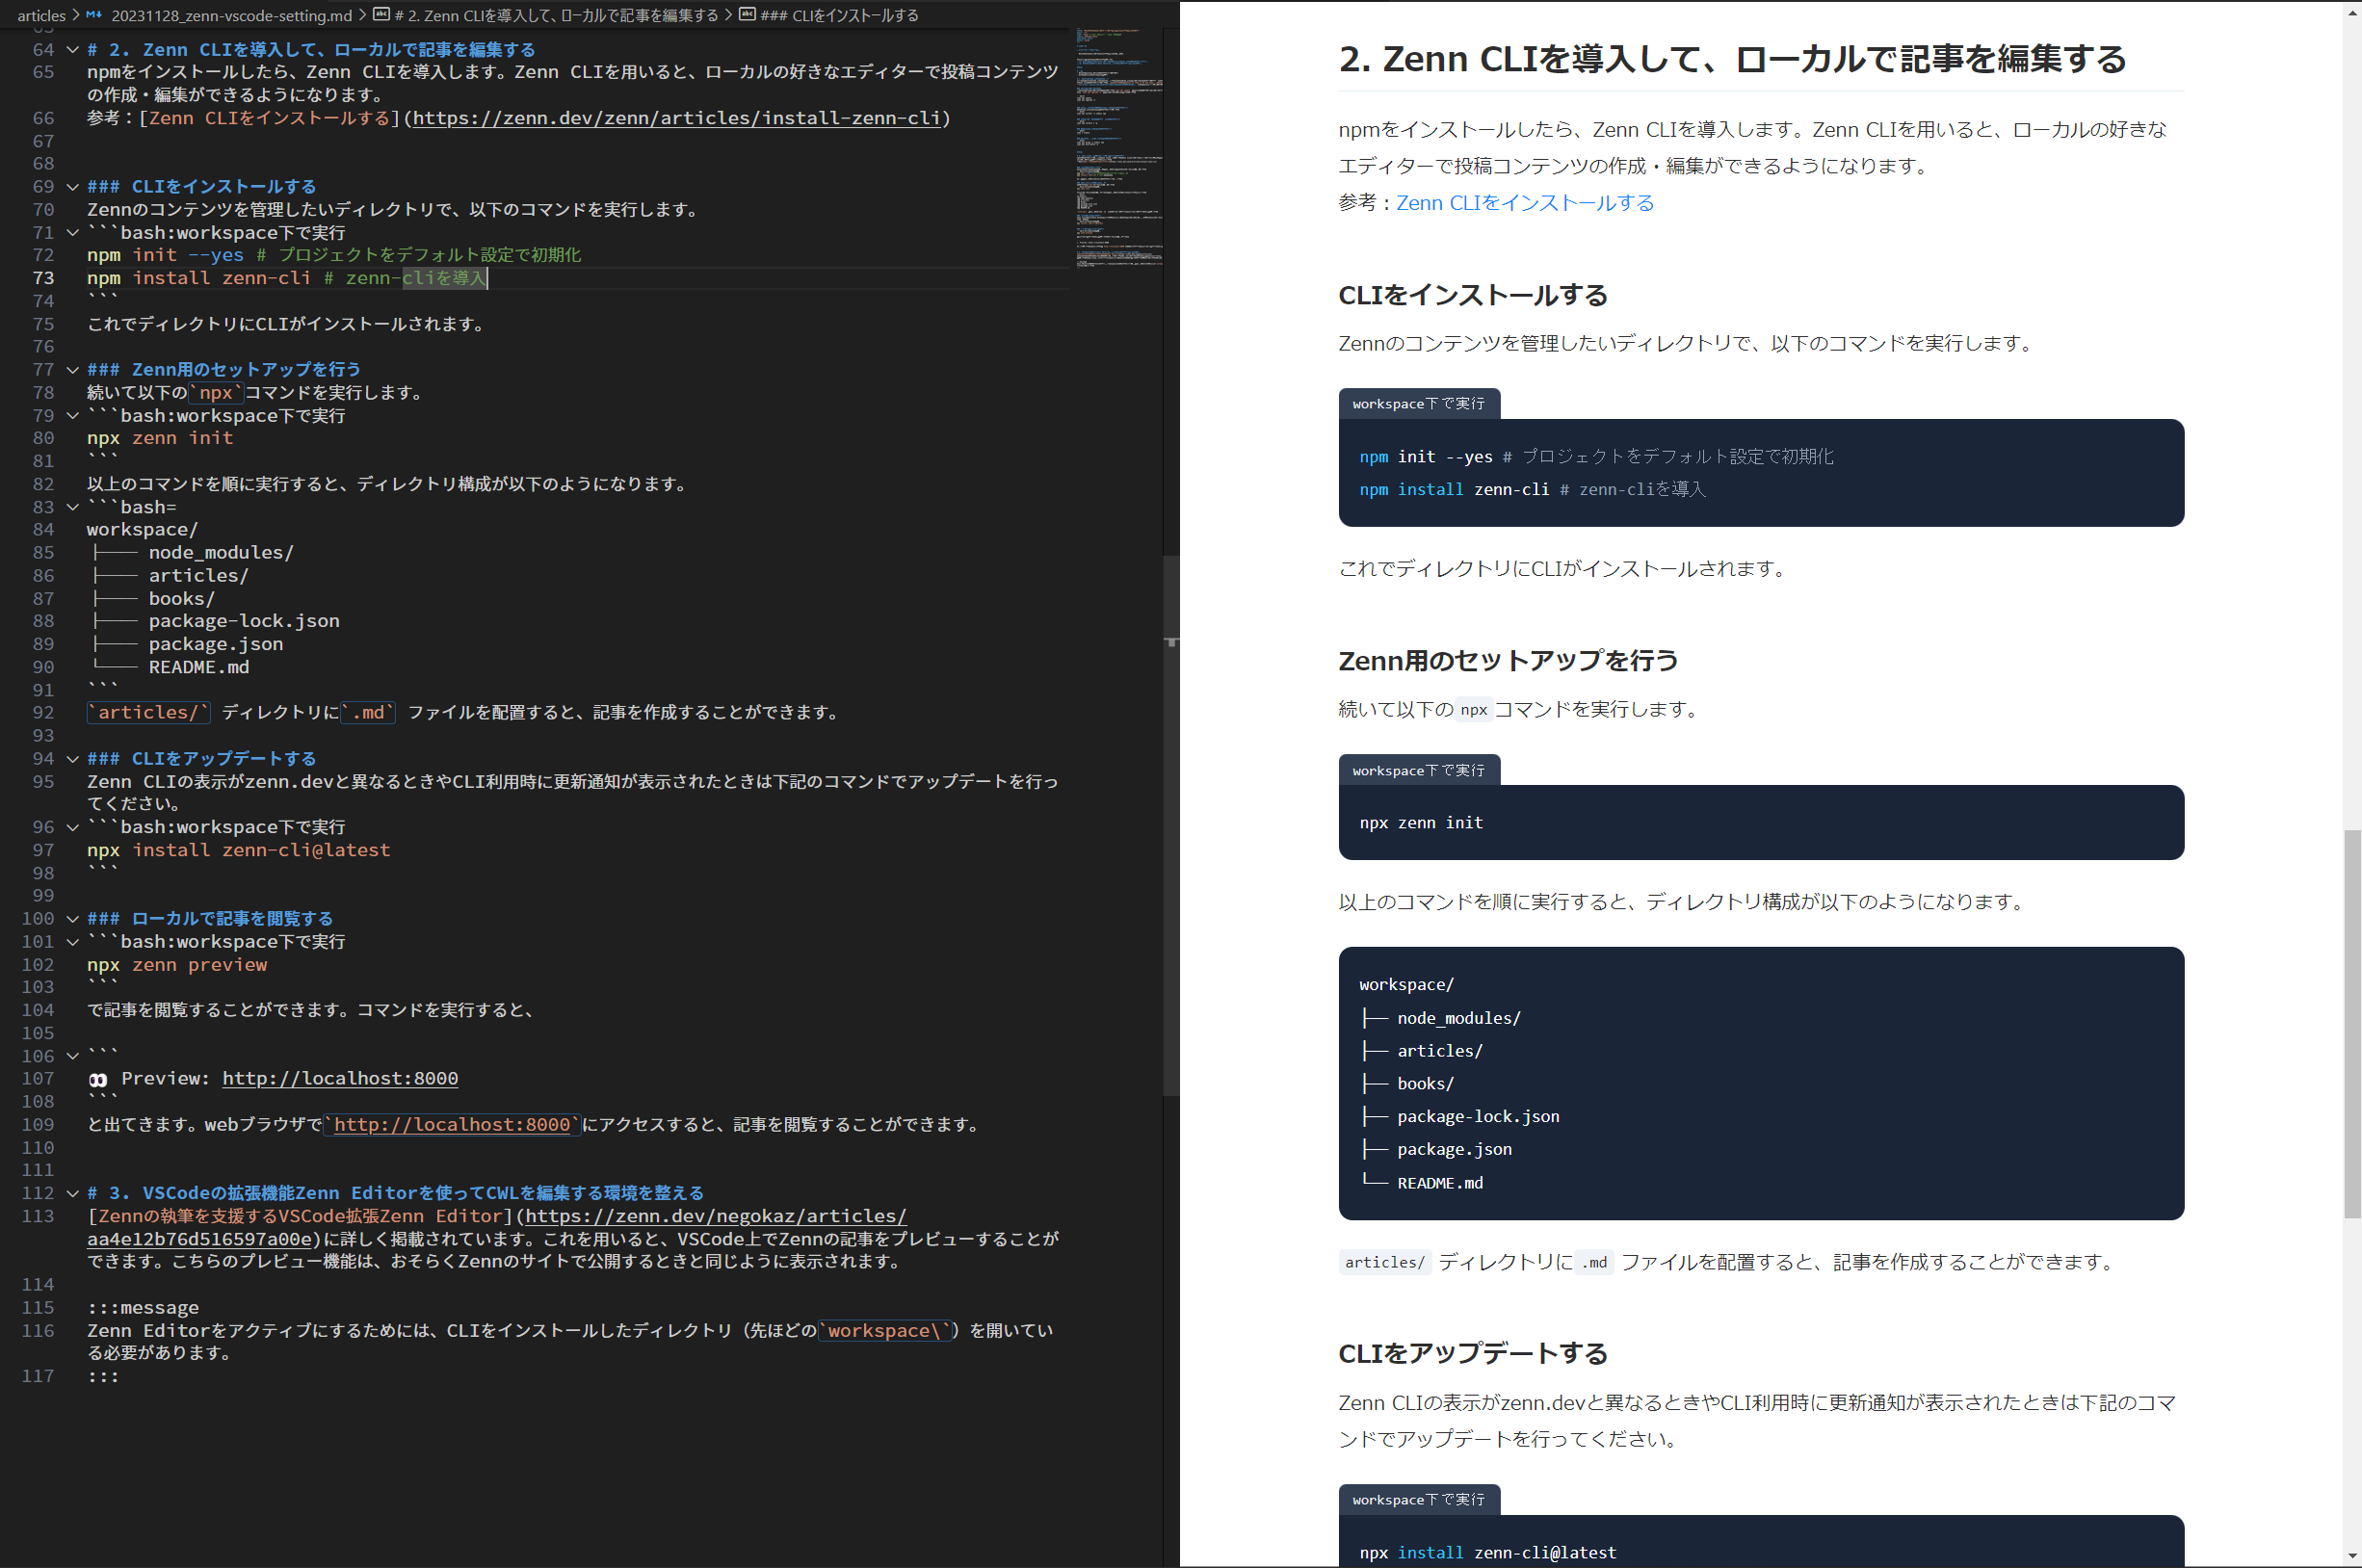 articles > 20231128_zenn-vscode-setting.md > # 2. Zenn CLIを導入して、ローカルで記事を編集する > ### CLIをインストールする
64 # 2. Zenn CLIを導入して、ローカルで記事を編集する
65 npmをインストールしたら、Zenn CLIを導入します。Zenn CLIを用いると、ローカルの好きなエディターで投稿コンテンツ
の作成・編集ができるようになります。
66 参考：[Zenn CLIをインストールする](https://zenn.dev/zenn/articles/install-zenn-cli)
67
68
69 ### CLIをインストールする
70 Zennのコンテンツを管理したいディレクトリで、以下のコマンドを実行します。
71 ```bash:workspace下で実行
72 npm init --yes # プロジェクトをデフォルト設定で初期化
73 npm install zenn-cli # zenn-cliを導入
74 ```
75 これでディレクトリにCLIがインストールされます。
76
77 ### Zenn用のセットアップを行う
78 続いて以下の`npx`コマンドを実行します。
79 ```bash:workspace下で実行
80 npx zenn init
81 ```
82 以上のコマンドを順に実行すると、ディレクトリ構成が以下のようになります。
83 ```bash=
84 workspace/
85 ├─── node_modules/
86 ├─── articles/
87 ├─── books/
88 ├─── package-lock.json
89 ├─── package.json
90 └─── README.md
91 ```
92 `articles/` ディレクトリに`.md` ファイルを配置すると、記事を作成することができます。
93
94 ### CLIをアップデートする
95 Zenn CLIの表示がzenn.devと異なるときやCLI利用時に更新通知が表示されたときは下記のコマンドでアップデートを行っ
てください。
96 ```bash:workspace下で実行
97 npx install zenn-cli@latest
98 ```
99
100 ### ローカルで記事を閲覧する
101 ```bash:workspace下で実行
102 npx zenn preview
103 ```
104 で記事を閲覧することができます。コマンドを実行すると、
105
106 ```
107 👀 Preview: http://localhost:8000
108 ```
109 と出てきます。webブラウザで`http://localhost:8000`にアクセスすると、記事を閲覧することができます。
110
111
112 # 3. VSCodeの拡張機能Zenn Editorを使ってCWLを編集する環境を整える
113 [Zennの執筆を支援するVSCode拡張Zenn Editor](https://zenn.dev/negokaz/articles/
aa4e12b76d516597a00e)に詳しく掲載されています。これを用いると、VSCode上でZennの記事をプレビューすることが
できます。こちらのプレビュー機能は、おそらくZennのサイトで公開するときと同じように表示されます。
114
115 :::message
116 Zenn Editorをアクティブにするためには、CLIをインストールしたディレクトリ（先ほどの`workspace\`）を開いてい
る必要があります。
117 :::
2. Zenn CLIを導入して、ローカルで記事を編集する
npmをインストールしたら、Zenn CLIを導入します。Zenn CLIを用いると、ローカルの好きな
エディターで投稿コンテンツの作成・編集ができるようになります。
参考：Zenn CLIをインストールする
CLIをインストールする
Zennのコンテンツを管理したいディレクトリで、以下のコマンドを実行します。
workspace下で実行
npm init --yes # プロジェクトをデフォルト設定で初期化
npm install zenn-cli # zenn-cliを導入
これでディレクトリにCLIがインストールされます。
Zenn用のセットアップを行う
続いて以下の npx コマンドを実行します。
workspace下で実行
npx zenn init
以上のコマンドを順に実行すると、ディレクトリ構成が以下のようになります。
workspace/
├── node_modules/
├── articles/
├── books/
├── package-lock.json
├── package.json
└── README.md
articles/ ディレクトリに .md ファイルを配置すると、記事を作成することができます。
CLIをアップデートする
Zenn CLIの表示がzenn.devと異なるときやCLI利用時に更新通知が表示されたときは下記のコマ
ンドでアップデートを行ってください。
workspace下で実行
npx install zenn-cli@latest